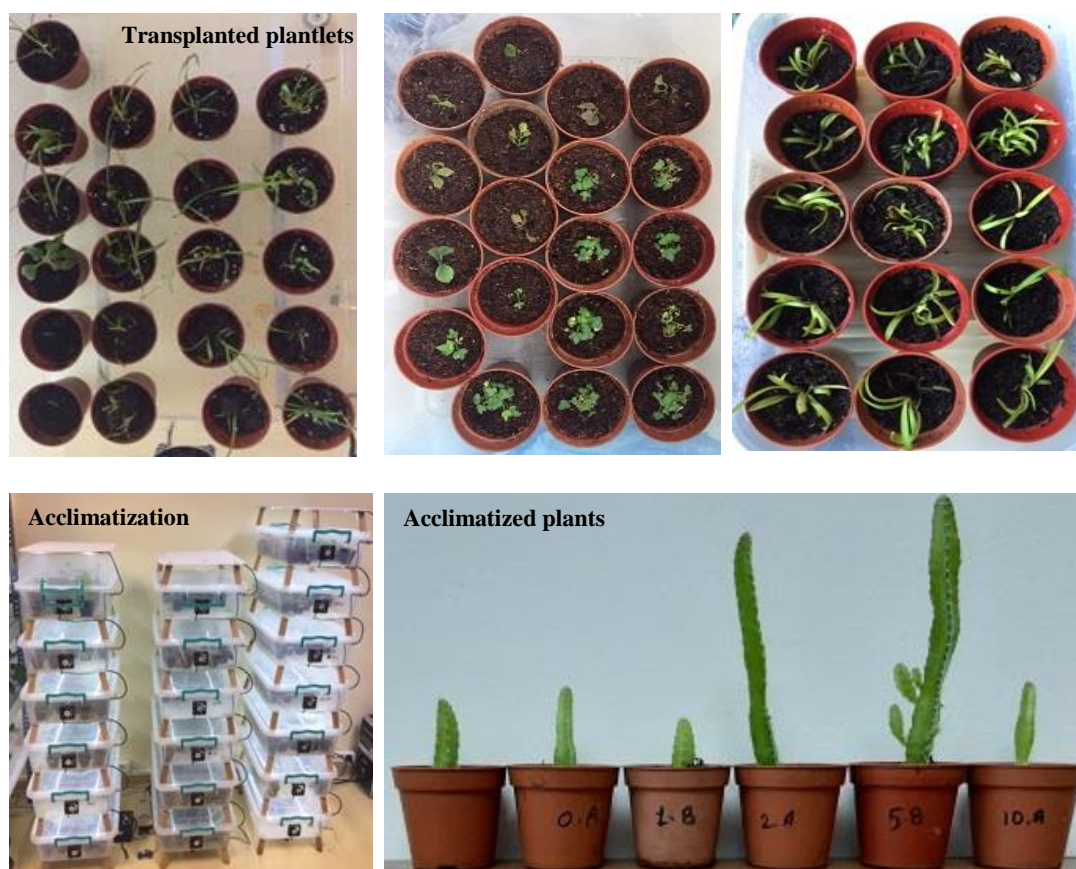 Transplanted plantlets
Acclimatization
Acclimatized plants
0.A
1.B
2 A
5 B
10.A